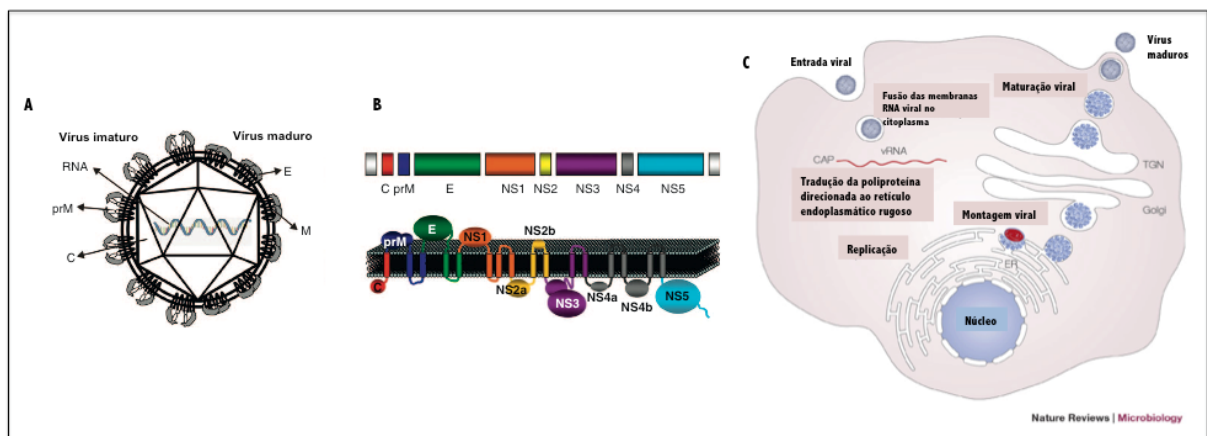 A
Vírus imaturo
Vírus maduro
RNA
E
prM
M
C
B
C prM E NS1 NS2 NS3 NS4 NS5
prM
E
NS1
NS2b
C
NS2a
N
NS3
NS4a
NS4b
NS5
C
Entrada viral
Vírus
maduros
Maturação viral
Fusão das membranas
RNA viral no
citoplasma
vRNA
CAP
TGN
Tradução da poliproteína
direcionada ao retículo
endoplasmático rugoso
Golgi
Montagem viral
Replicação
ER
Núcleo
Nature Reviews | Microbiology